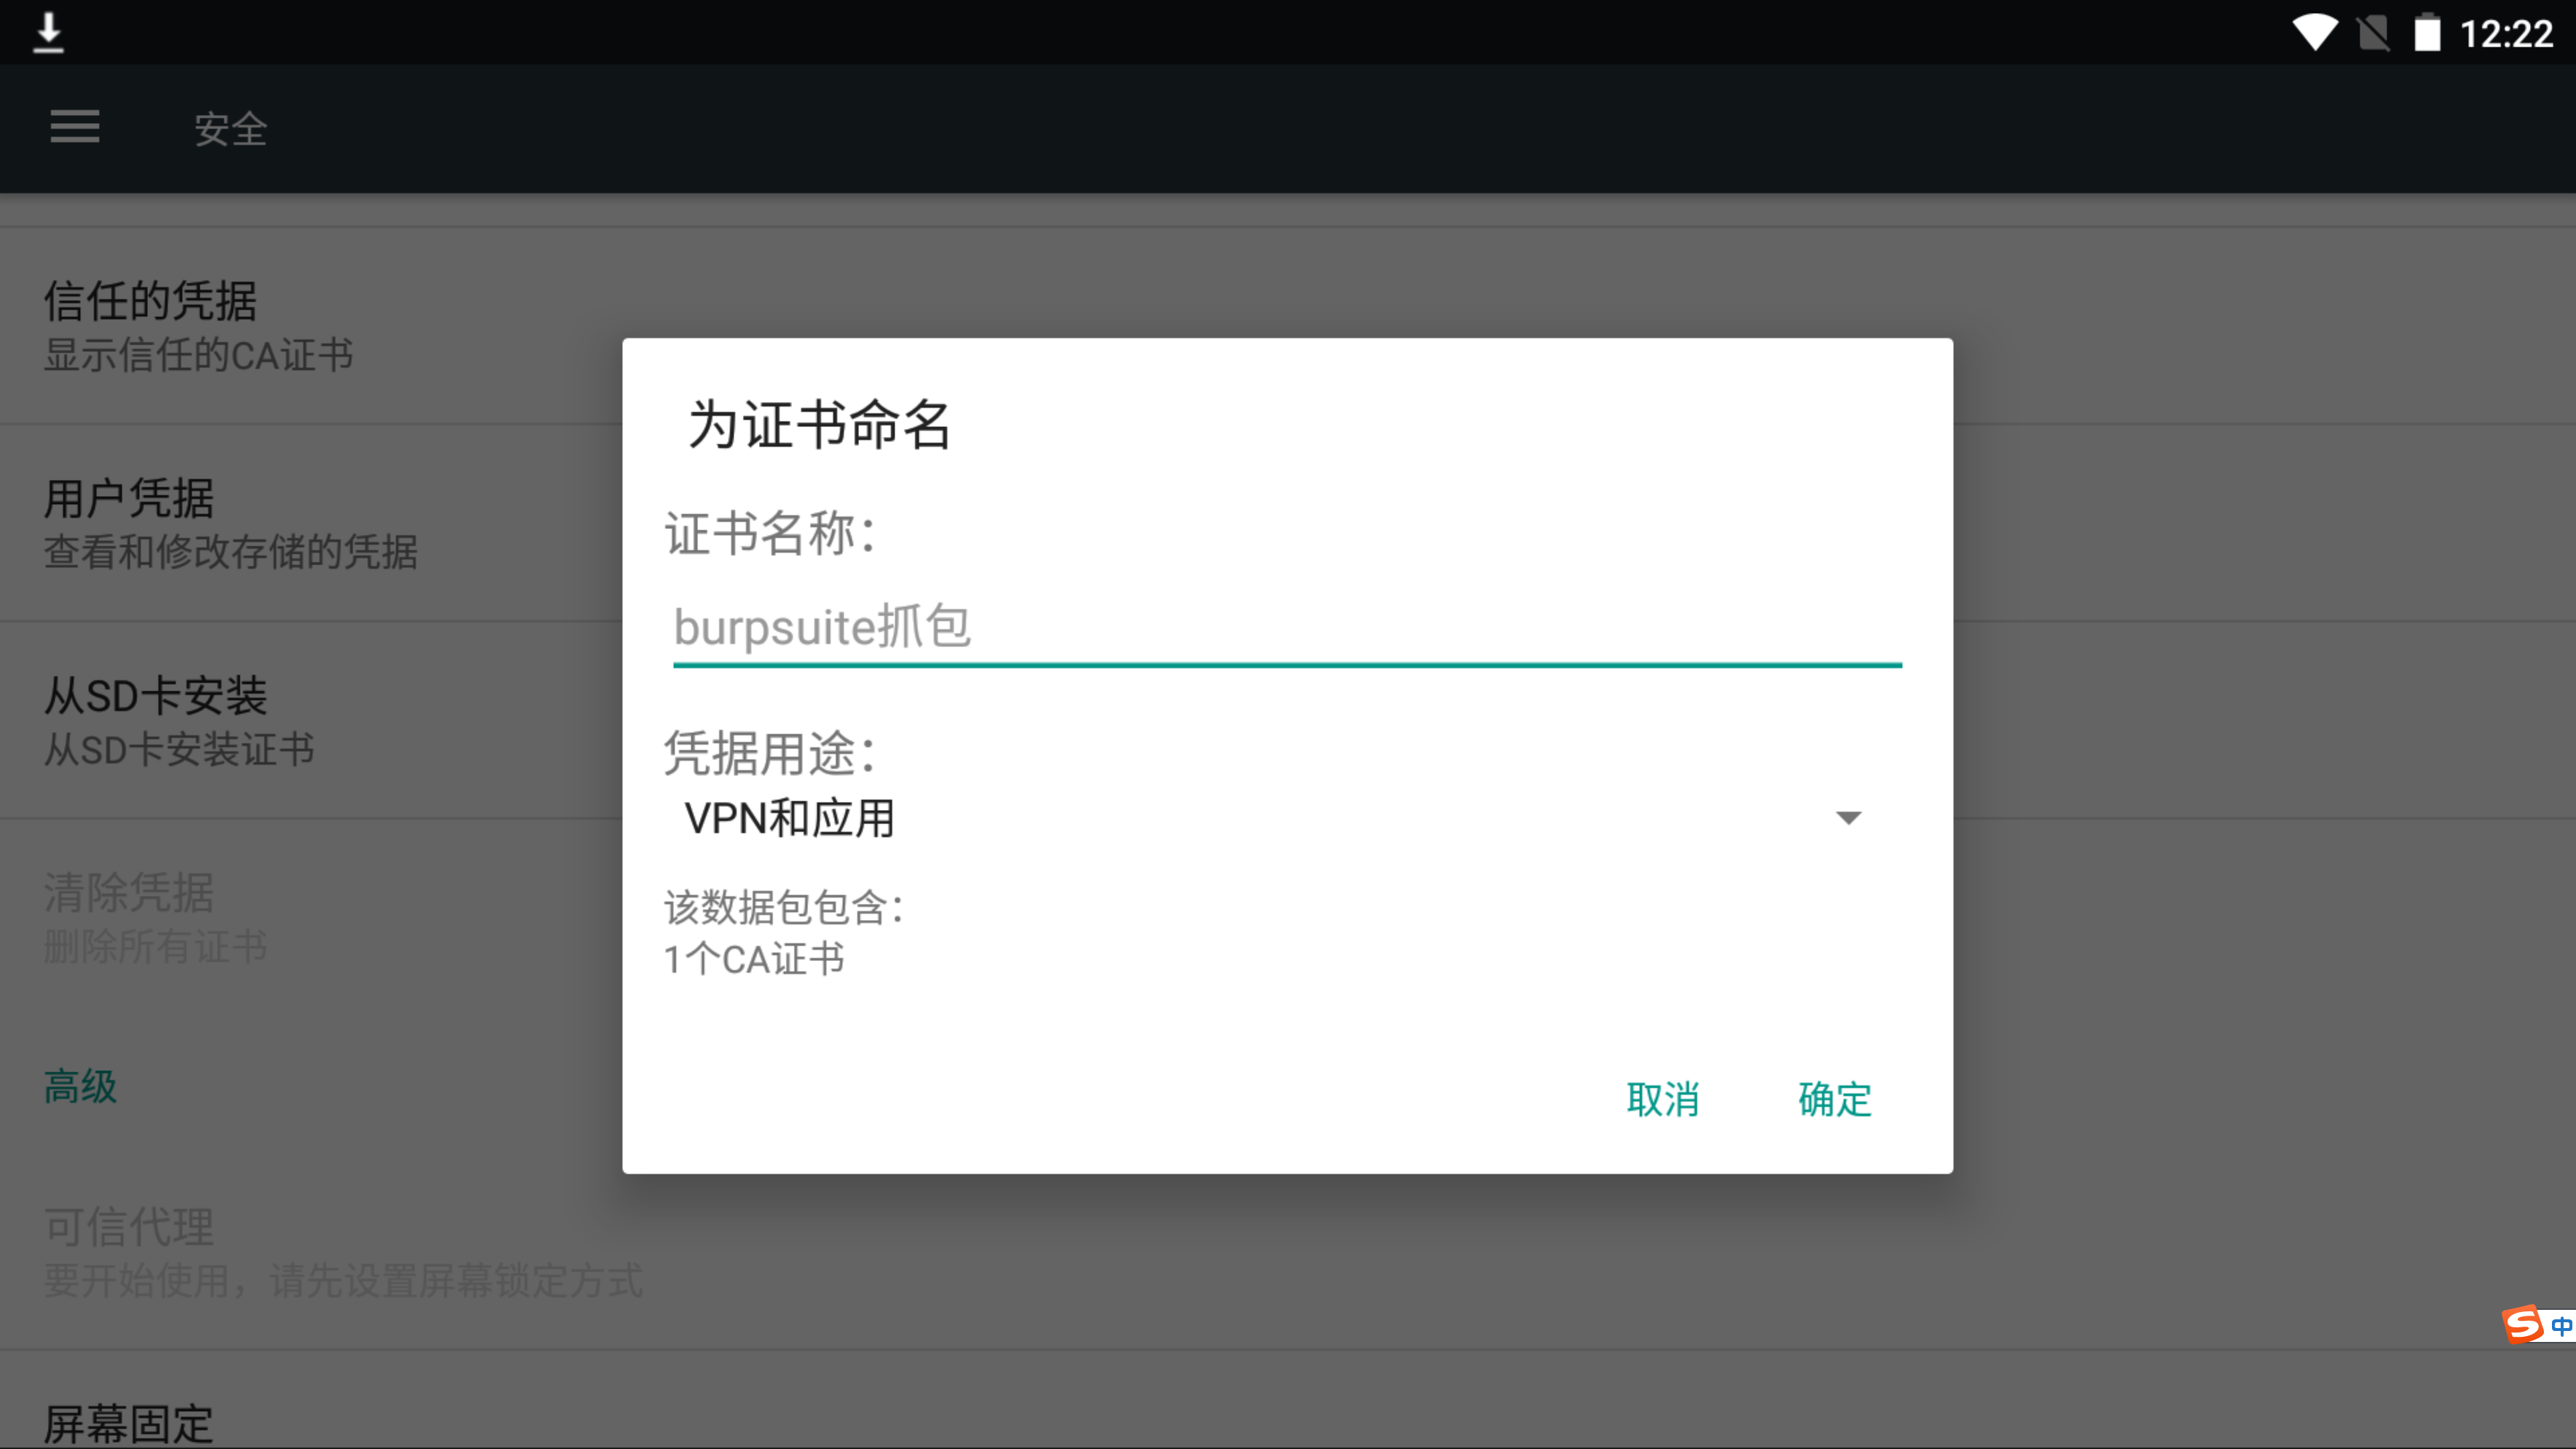 12:22
安全
信任的凭据
显示信任的CA证书
用户凭据
查看和修改存储的凭据
从SD卡安装
从SD卡安装证书
清除凭据
删除所有证书
高级
可信代理
要开始使用，请先设置屏幕锁定方式
屏幕固定
为证书命名
证书名称：
burpsuite抓包
凭据用途：
VPN和应用
该数据包包含：
1个CA证书
取消 确定
S 中